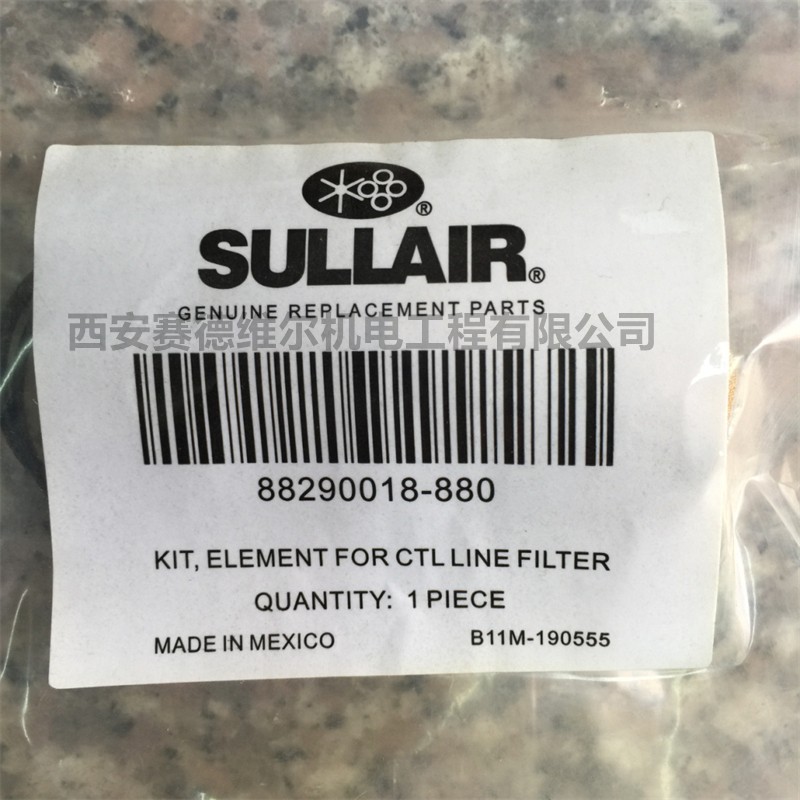 ®
SULLAIR®
GENUINE REPLACEMENT PARTS
西安赛德维尔机电工程有限公司
88290018-880
KIT, ELEMENT FOR CTL LINE FILTER
QUANTITY: 1 PIECE
MADE IN MEXICO B11M-190555